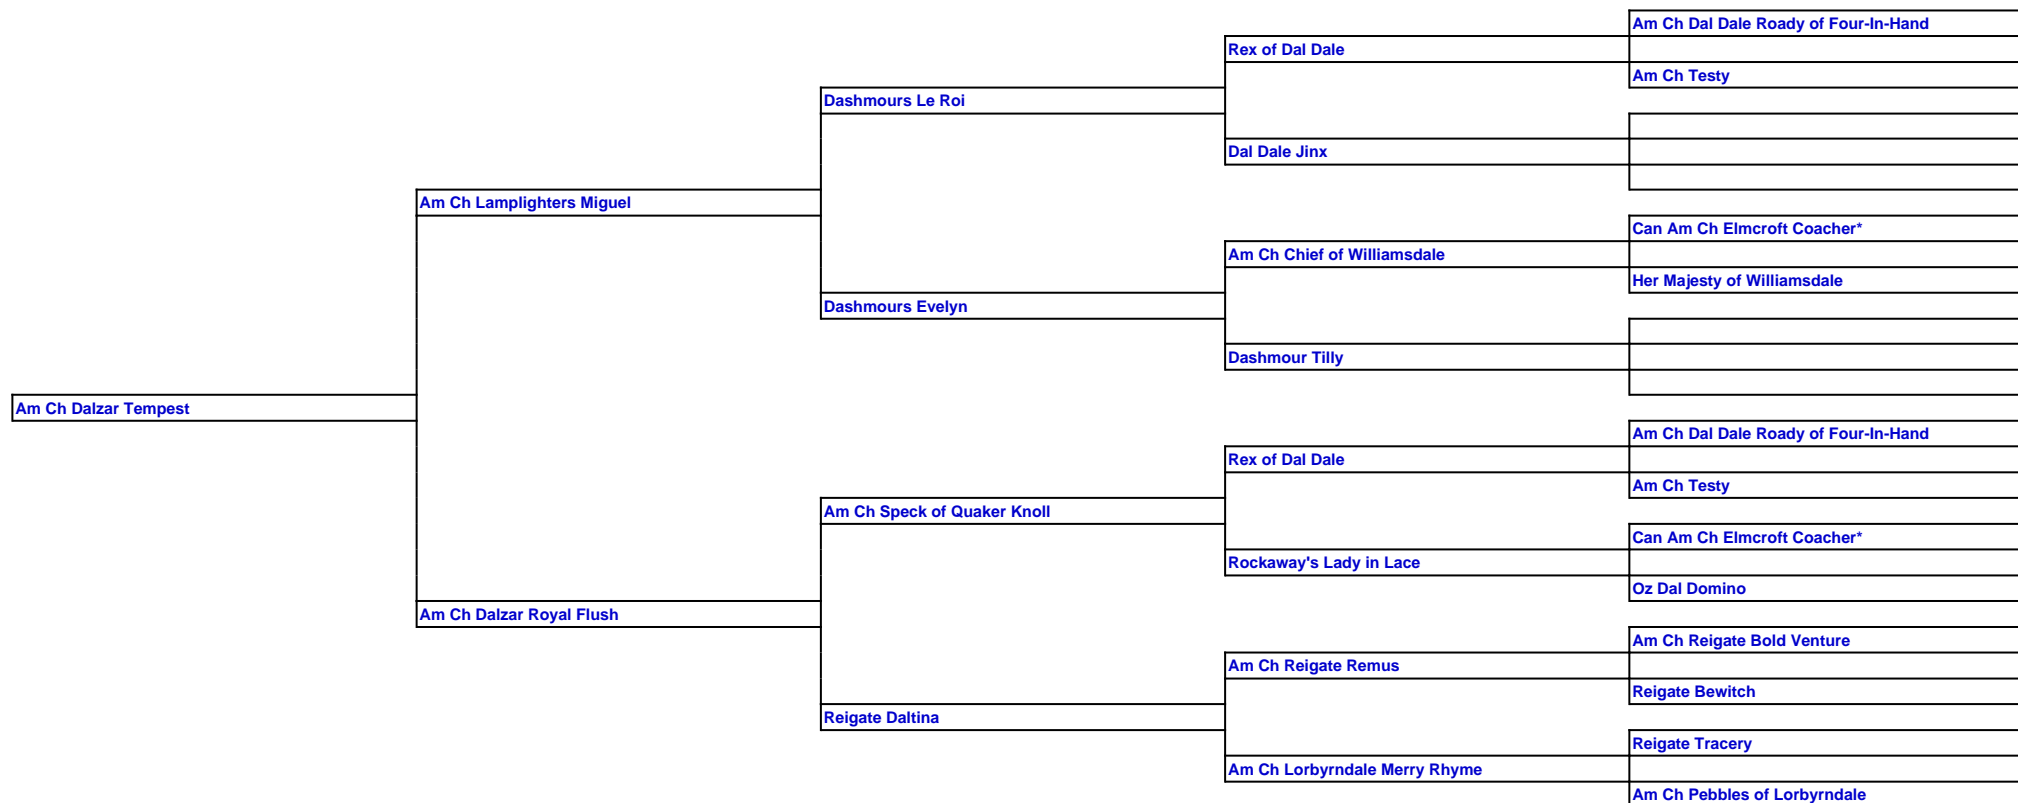 Am Ch Dal Dale Roady of Four-In-Hand
Rex of Dal Dale
Am Ch Testy
Dashmours Le Roi
Dal Dale Jinx
Am Ch Lamplighters Miguel
Can Am Ch Elmcroft Coacher*
Am Ch Chief of Williamsdale
Her Majesty of Williamsdale
Dashmours Evelyn
Dashmour Tilly
Am Ch Dalzar Tempest
Am Ch Dal Dale Roady of Four-In-Hand
Rex of Dal Dale
Am Ch Testy
Am Ch Speck of Quaker Knoll
Can Am Ch Elmcroft Coacher*
Rockaway's Lady in Lace
Oz Dal Domino
Am Ch Dalzar Royal Flush
Am Ch Reigate Bold Venture
Am Ch Reigate Remus
Reigate Bewitch
Reigate Daltina
Reigate Tracery
Am Ch Lorbyrndale Merry Rhyme
Am Ch Pebbles of Lorbyrndale